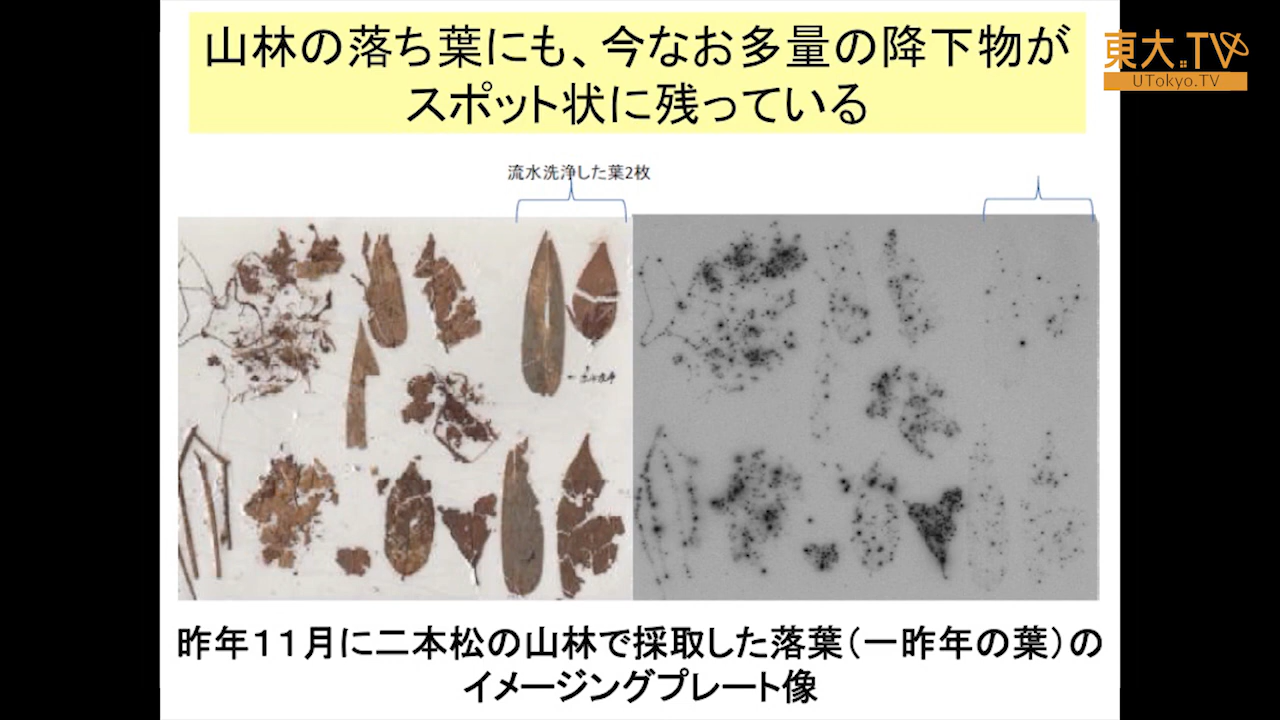 山林の落ち葉にも、今なお多量の降下物が
スポット状に残っている
東大.TV
UTokyo.TV
流水洗浄した葉2枚
昨年11月に二本松の山林で採取した落葉(一昨年の葉)の
イメージングプレート像